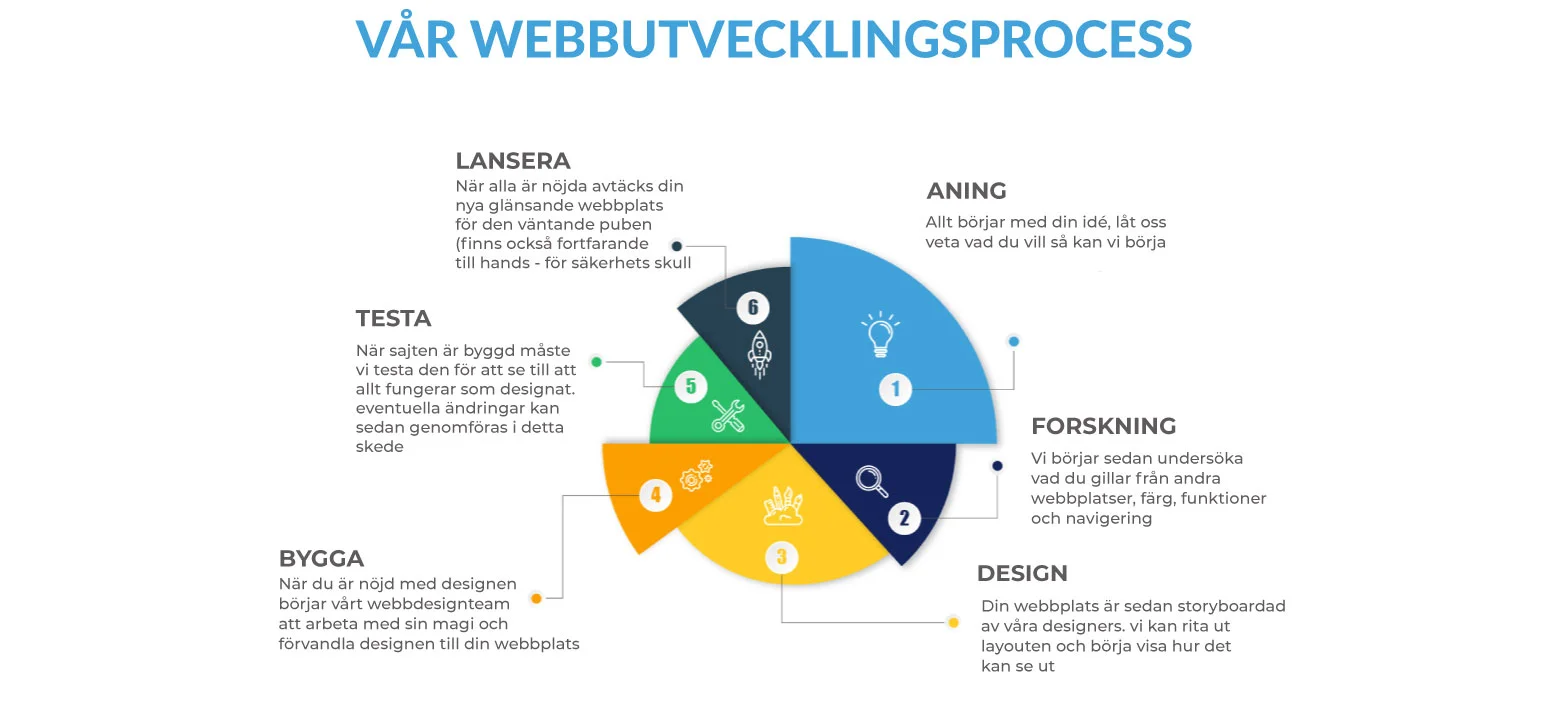 VÅR WEBBUTVECKLINGSPROCESS
ANING
Allt börjar med din idé, låt oss
veta vad du vill så kan vi börja
1
FORSKNING
Vi börjar sedan undersöka
vad du gillar från andra
webbplatser, färg, funktioner
och navigering
2
DESIGN
Din webbplats är sedan storyboardad
av våra designers. vi kan rita ut
layouten och börja visa hur det
kan se ut
3
BYGGA
När du är nöjd med designen
börjar vårt webbdesignteam
att arbeta med sin magi och
förvandla designen till din webbplats
4
TESTA
När sajten är byggd måste
vi testa den för att se till att
allt fungerar som designat.
eventuella ändringar kan
sedan genomföras i detta
skede
5
LANSERA
När alla är nöjda avtäcks din
nya glänsande webbplats
för den väntande puben
(finns också fortfarande
till hands - för säkerhets skull
6